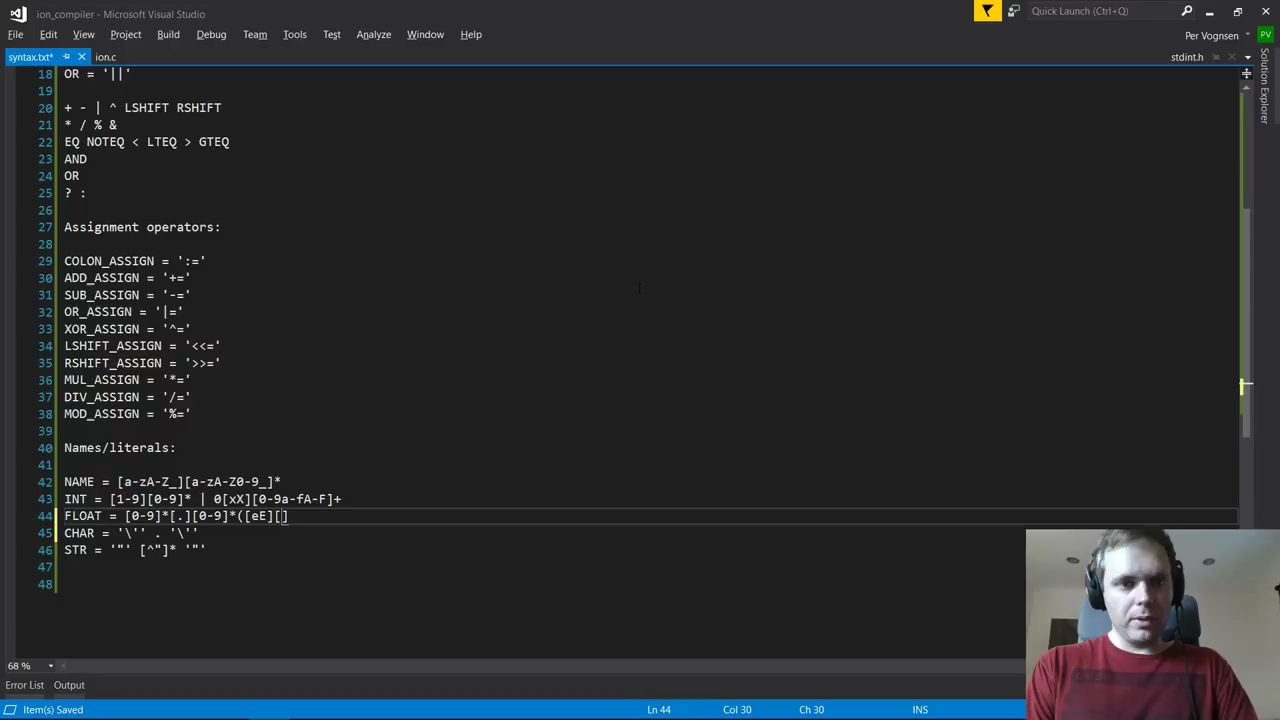 ion_compiler - Microsoft Visual Studio
Quick Launch (Ctrl+Q)
File Edit View Project Build Debug Team Tools Test Analyze Window Help
Per Vognsen PV
syntax.txt* ion.c stdint.h
Solution Explorer
18 OR = '||'
19
20 + - | ^ LSHIFT RSHIFT
21 * / % &
22 EQ NOTEQ < LTEQ > GTEQ
23 AND
24 OR
25 ? :
26
27 Assignment operators:
28
29 COLON_ASSIGN = ':='
30 ADD_ASSIGN = '+='
31 SUB_ASSIGN = '-='
32 OR_ASSIGN = '|='
33 XOR_ASSIGN = '^='
34 LSHIFT_ASSIGN = '<<='
35 RSHIFT_ASSIGN = '>>='
36 MUL_ASSIGN = '*='
37 DIV_ASSIGN = '/='
38 MOD_ASSIGN = '%='
39
40 Names/literals:
41
42 NAME = [a-zA-Z_][a-zA-Z0-9_]*
43 INT = [1-9][0-9]* | 0[xX][0-9a-fA-F]+
44 FLOAT = [0-9]*[.][0-9]*([eE][]
45 CHAR = '\'' . '\''
46 STR = '"' [^"]* '"'
47
48
68 %
Error List Output
Item(s) Saved Ln 44 Col 30 Ch 30 INS